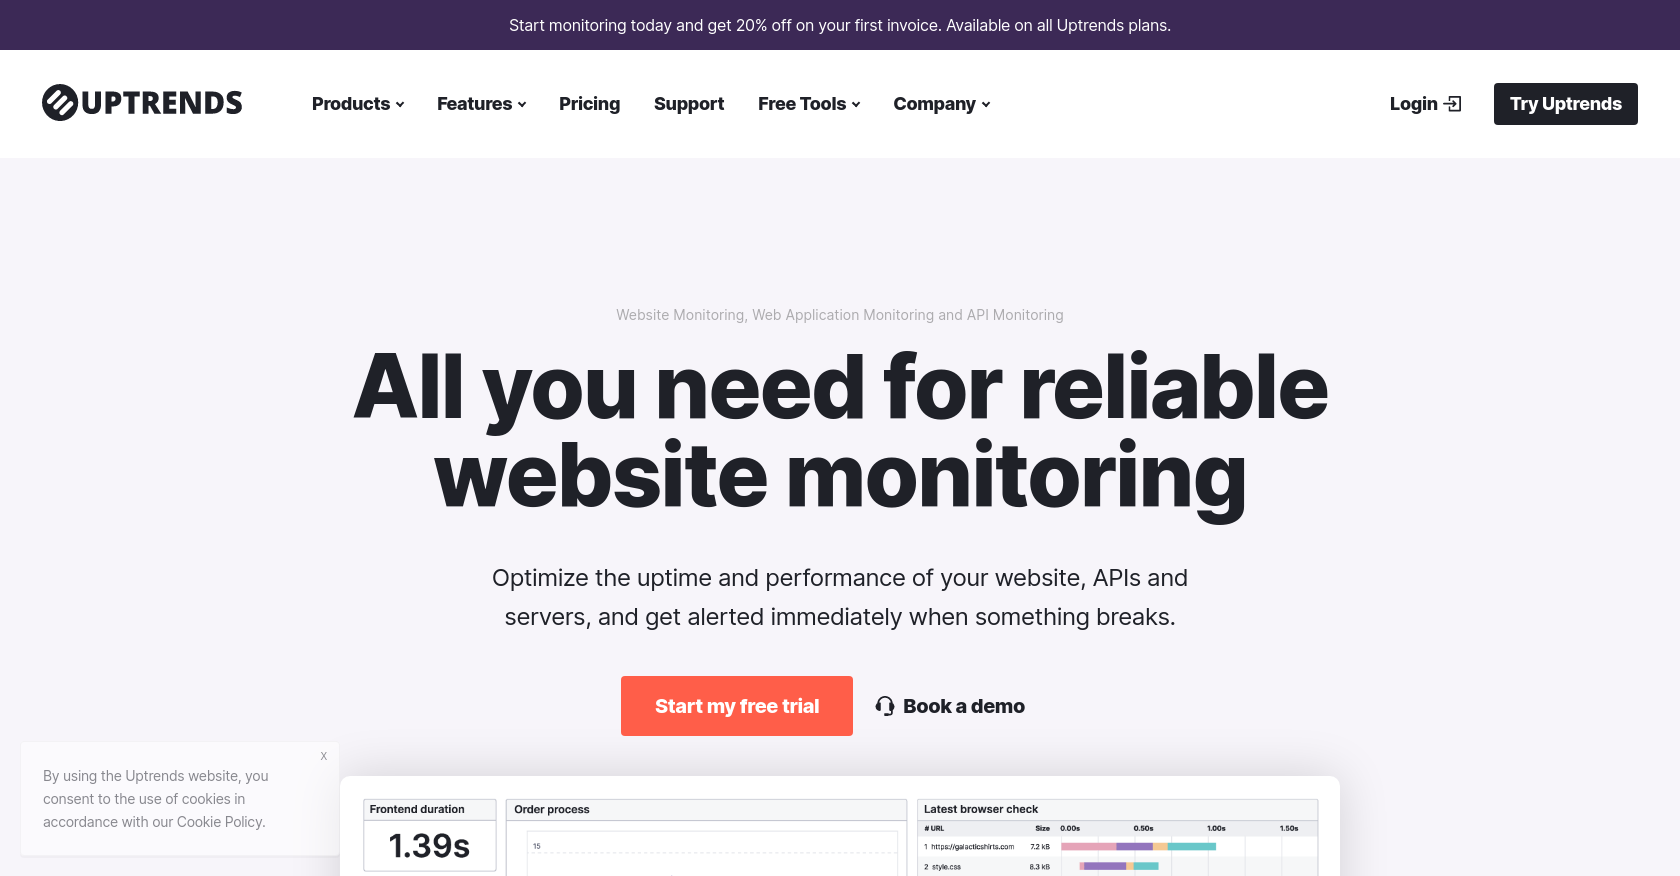 Start monitoring today and get 20% off on your first invoice. Available on all Uptrends plans.
UPTRENDS
Products
Features
Pricing
Support
Free Tools
Company
Login
Try Uptrends
Website Monitoring, Web Application Monitoring and API Monitoring
All you need for reliable
website monitoring
Optimize the uptime and performance of your website, APIs and
servers, and get alerted immediately when something breaks.
Start my free trial
Book a demo
X
By using the Uptrends website, you
consent to the use of cookies in
accordance with our Cookie Policy.
Frontend duration
1.39s
Order process
15
Latest browser check
# URL Size 0.00s 0.50s 1.00s 1.50s
1 https://galacticshirts.com 7.2 kB
2 style.css 8.3 kB